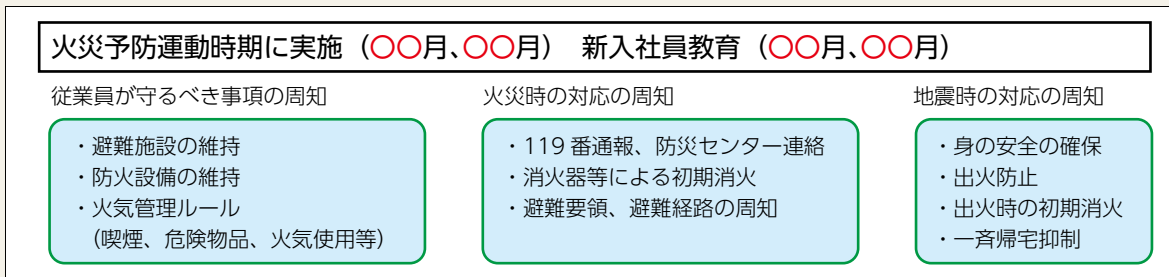 火災予防運動時期に実施（〇〇月、〇〇月）　新入社員教育（〇〇月、〇〇月）
従業員が守るべき事項の周知
・避難施設の維持
・防火設備の維持
・火気管理ルール
（喫煙、危険物品、火気使用等）
火災時の対応の周知
・119 番通報、防災センター連絡
・消火器等による初期消火
・避難要領、避難経路の周知
地震時の対応の周知
・身の安全の確保
・出火防止
・出火時の初期消火
・一斉帰宅抑制